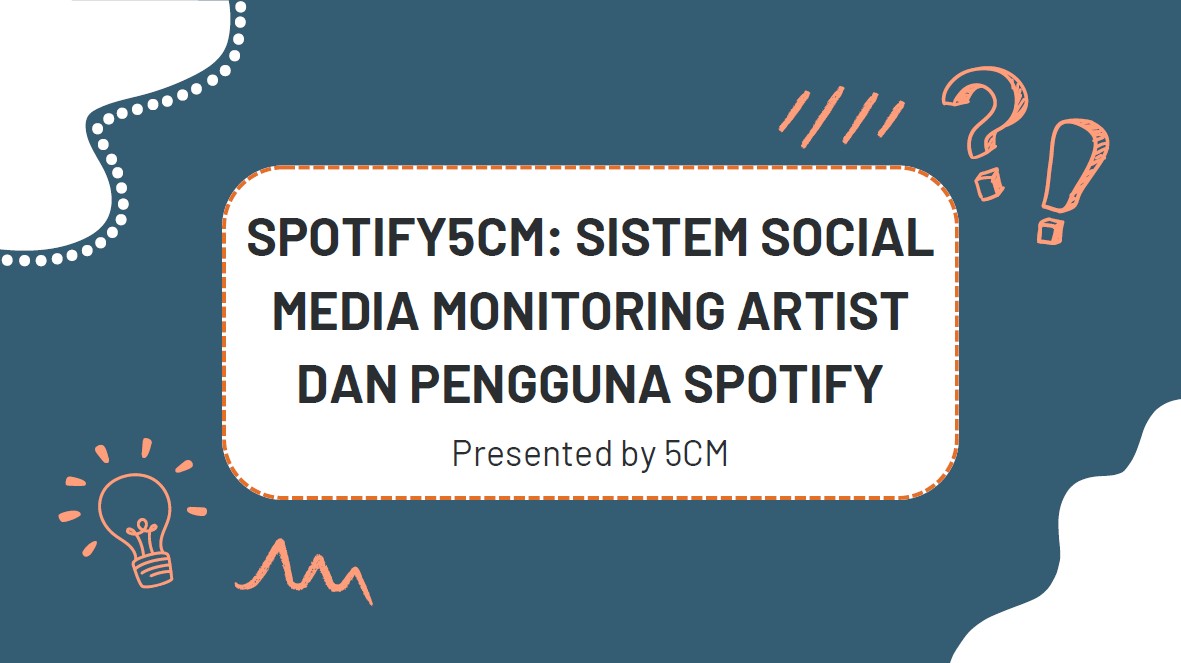 SPOTIFY5CM: SISTEM SOCIAL
MEDIA MONITORING ARTIST
DAN PENGGUNA SPOTIFY
Presented by 5CM